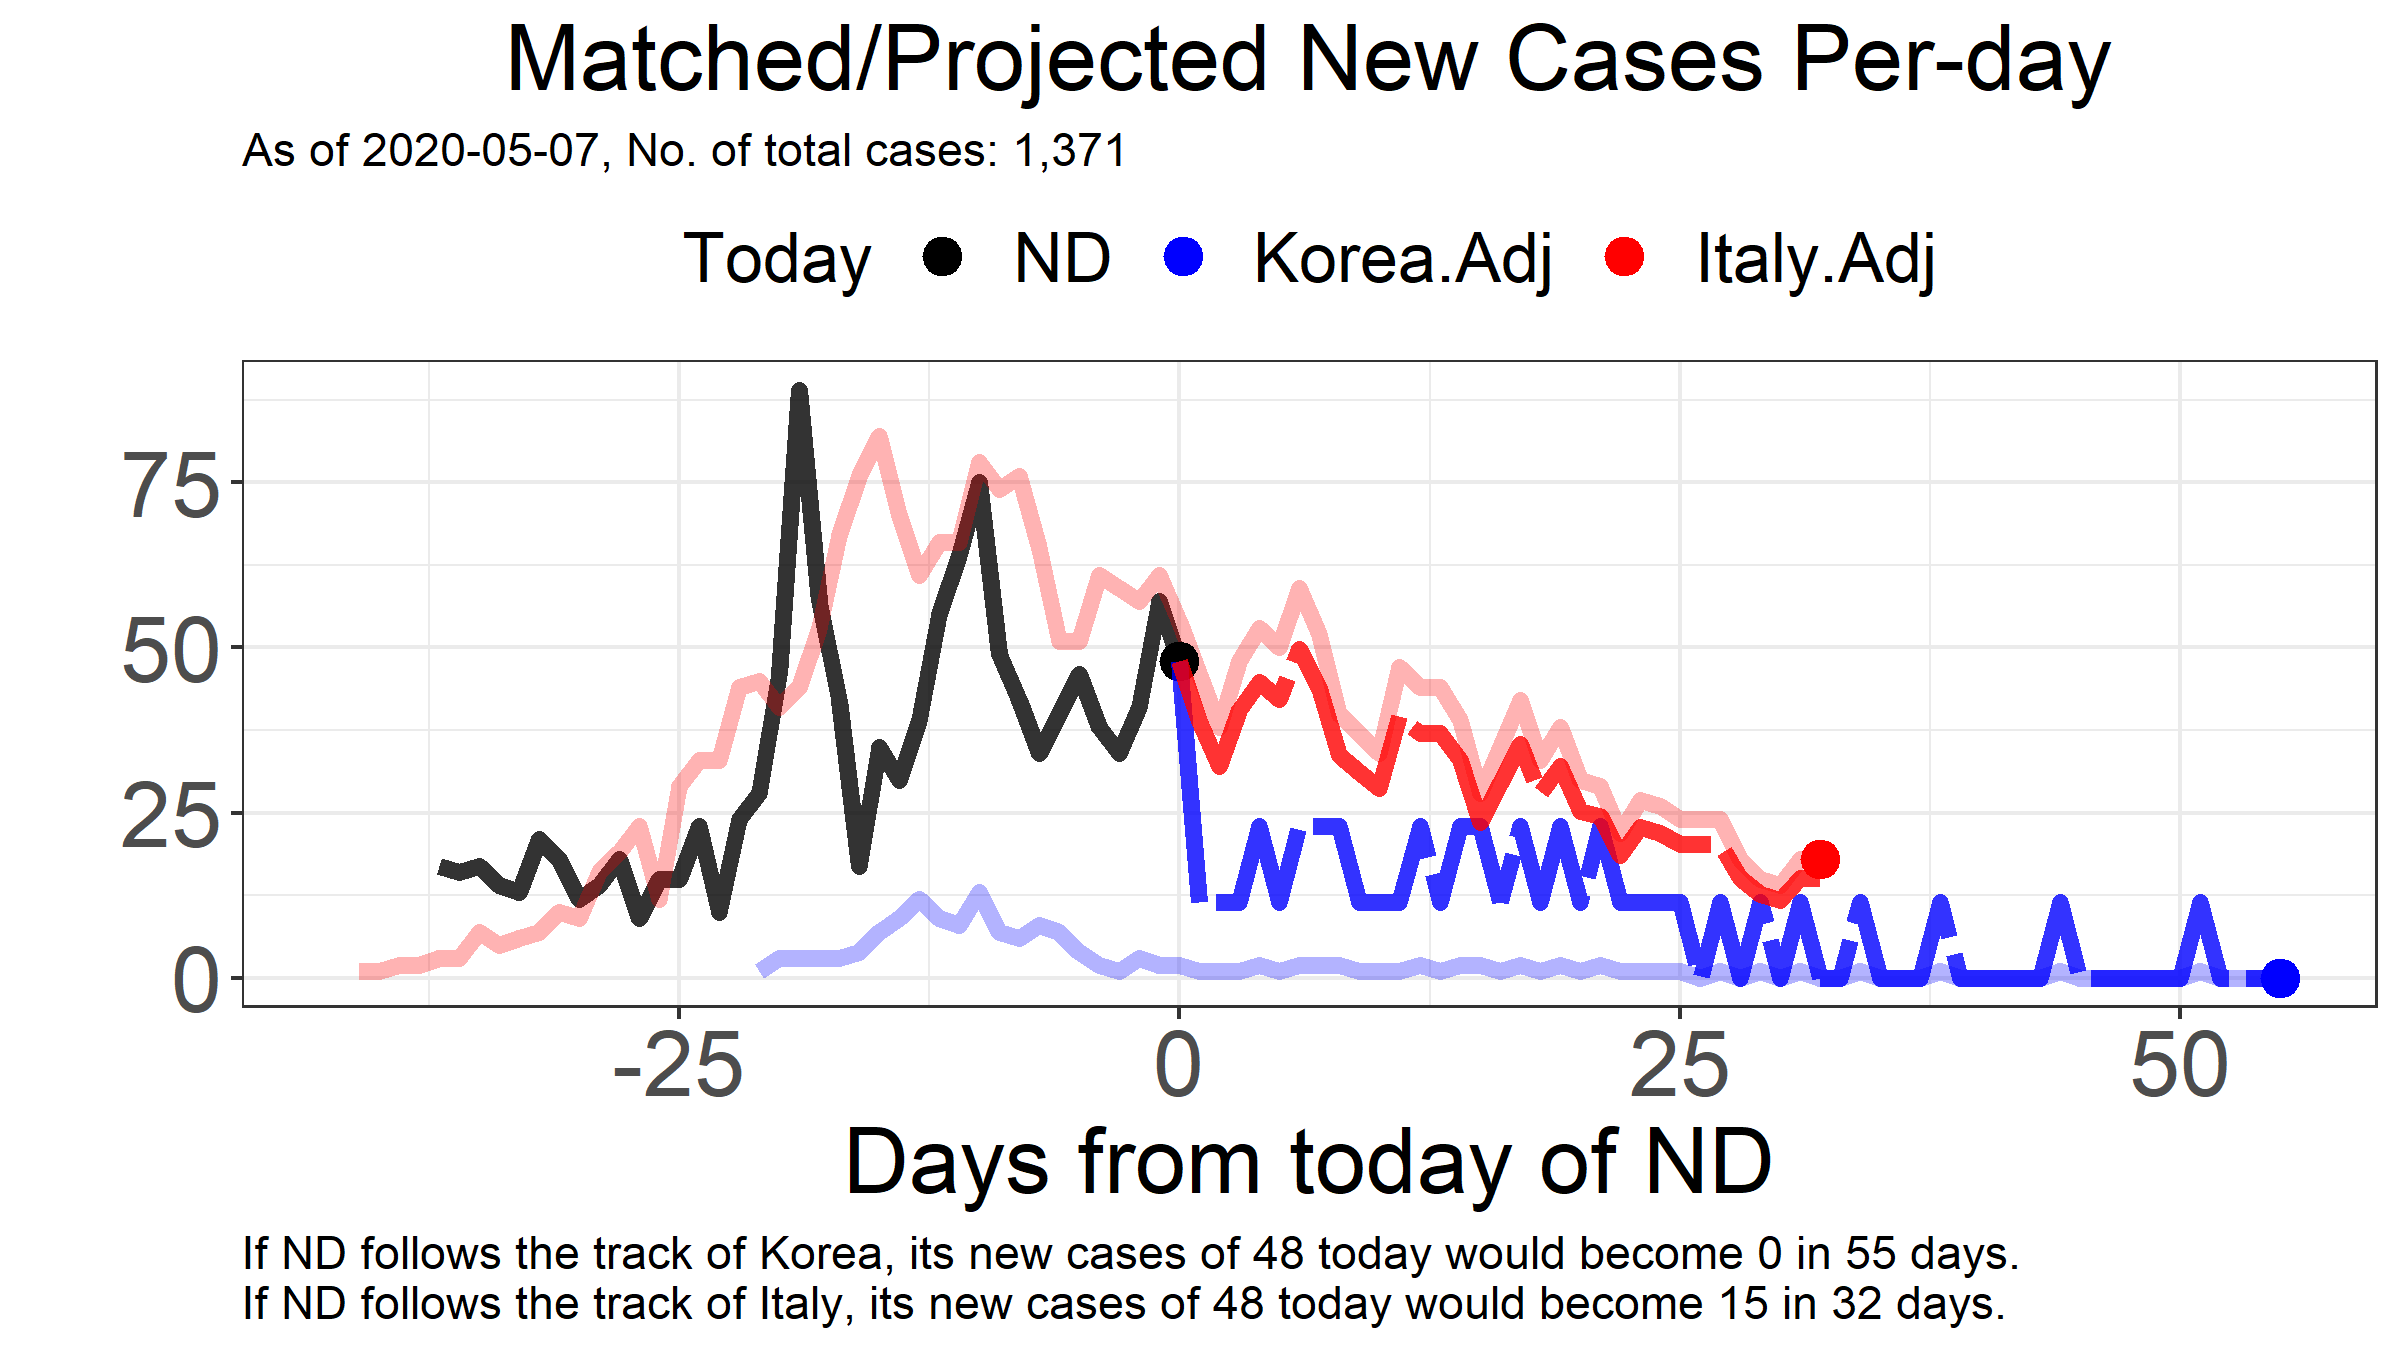 Matched/Projected New Cases Per-day
As of 2020-05-07, No. of total cases: 1,371
Today ND Korea.Adj Italy.Adj
75
50
25
0
-25 0 25 50
Days from today of ND
If ND follows the track of Korea, its new cases of 48 today would become 0 in 55 days.
If ND follows the track of Italy, its new cases of 48 today would become 15 in 32 days.